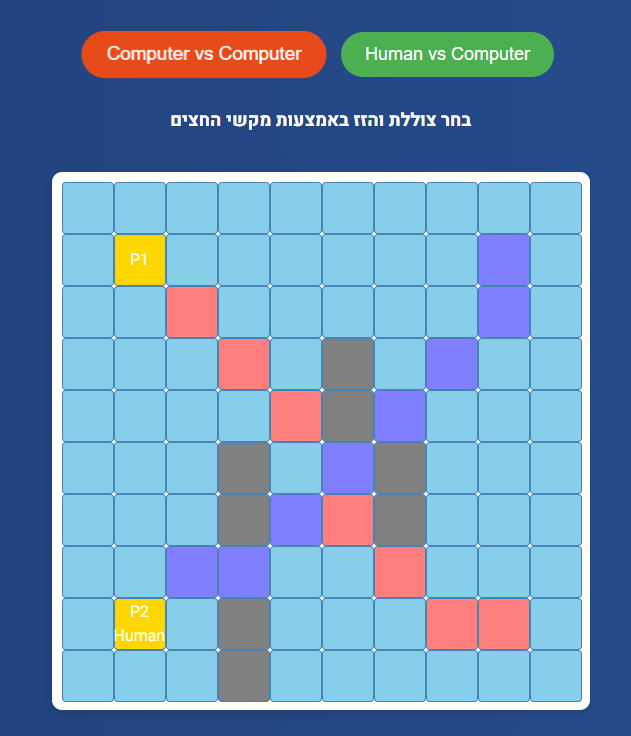 Computer vs Computer
Human vs Computer
בחר צוללת והזז באמצעות מקשי החצים
P1
P2
Human